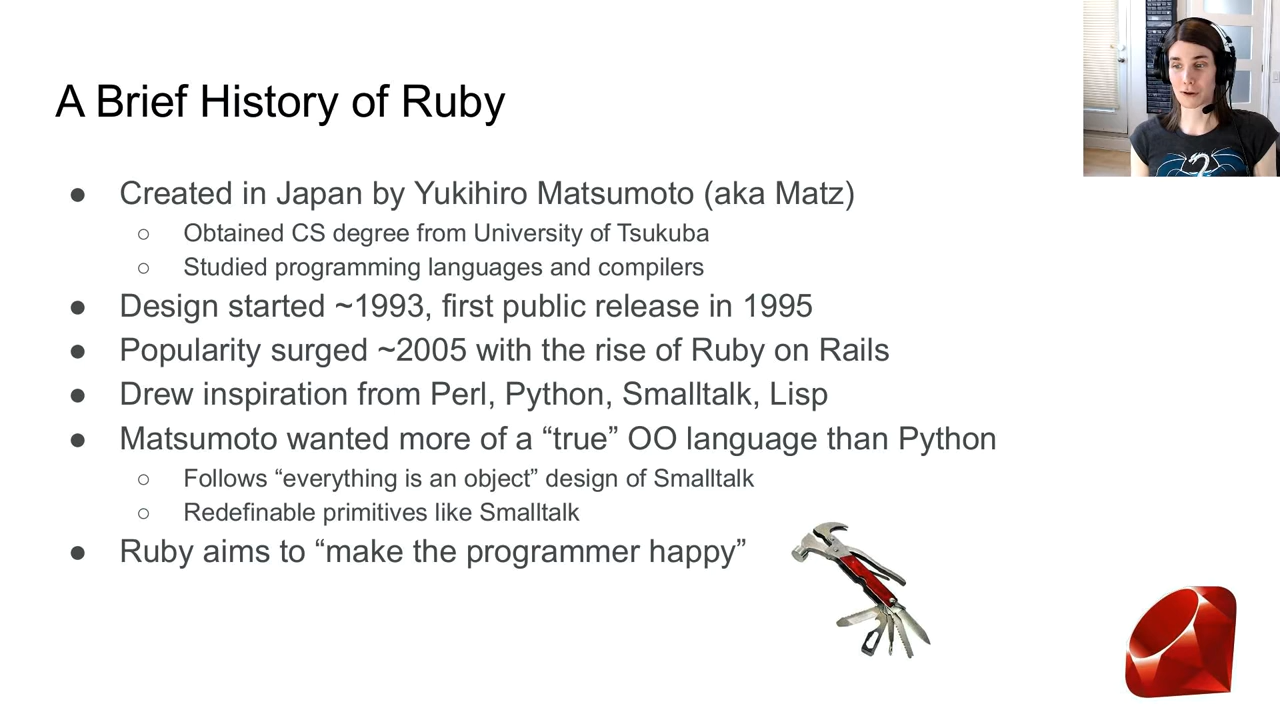 A Brief History of Ruby
● Created in Japan by Yukihiro Matsumoto (aka Matz)
○ Obtained CS degree from University of Tsukuba
○ Studied programming languages and compilers
● Design started ~1993, first public release in 1995
● Popularity surged ~2005 with the rise of Ruby on Rails
● Drew inspiration from Perl, Python, Smalltalk, Lisp
● Matsumoto wanted more of a “true” OO language than Python
○ Follows “everything is an object” design of Smalltalk
○ Redefinable primitives like Smalltalk
● Ruby aims to “make the programmer happy”